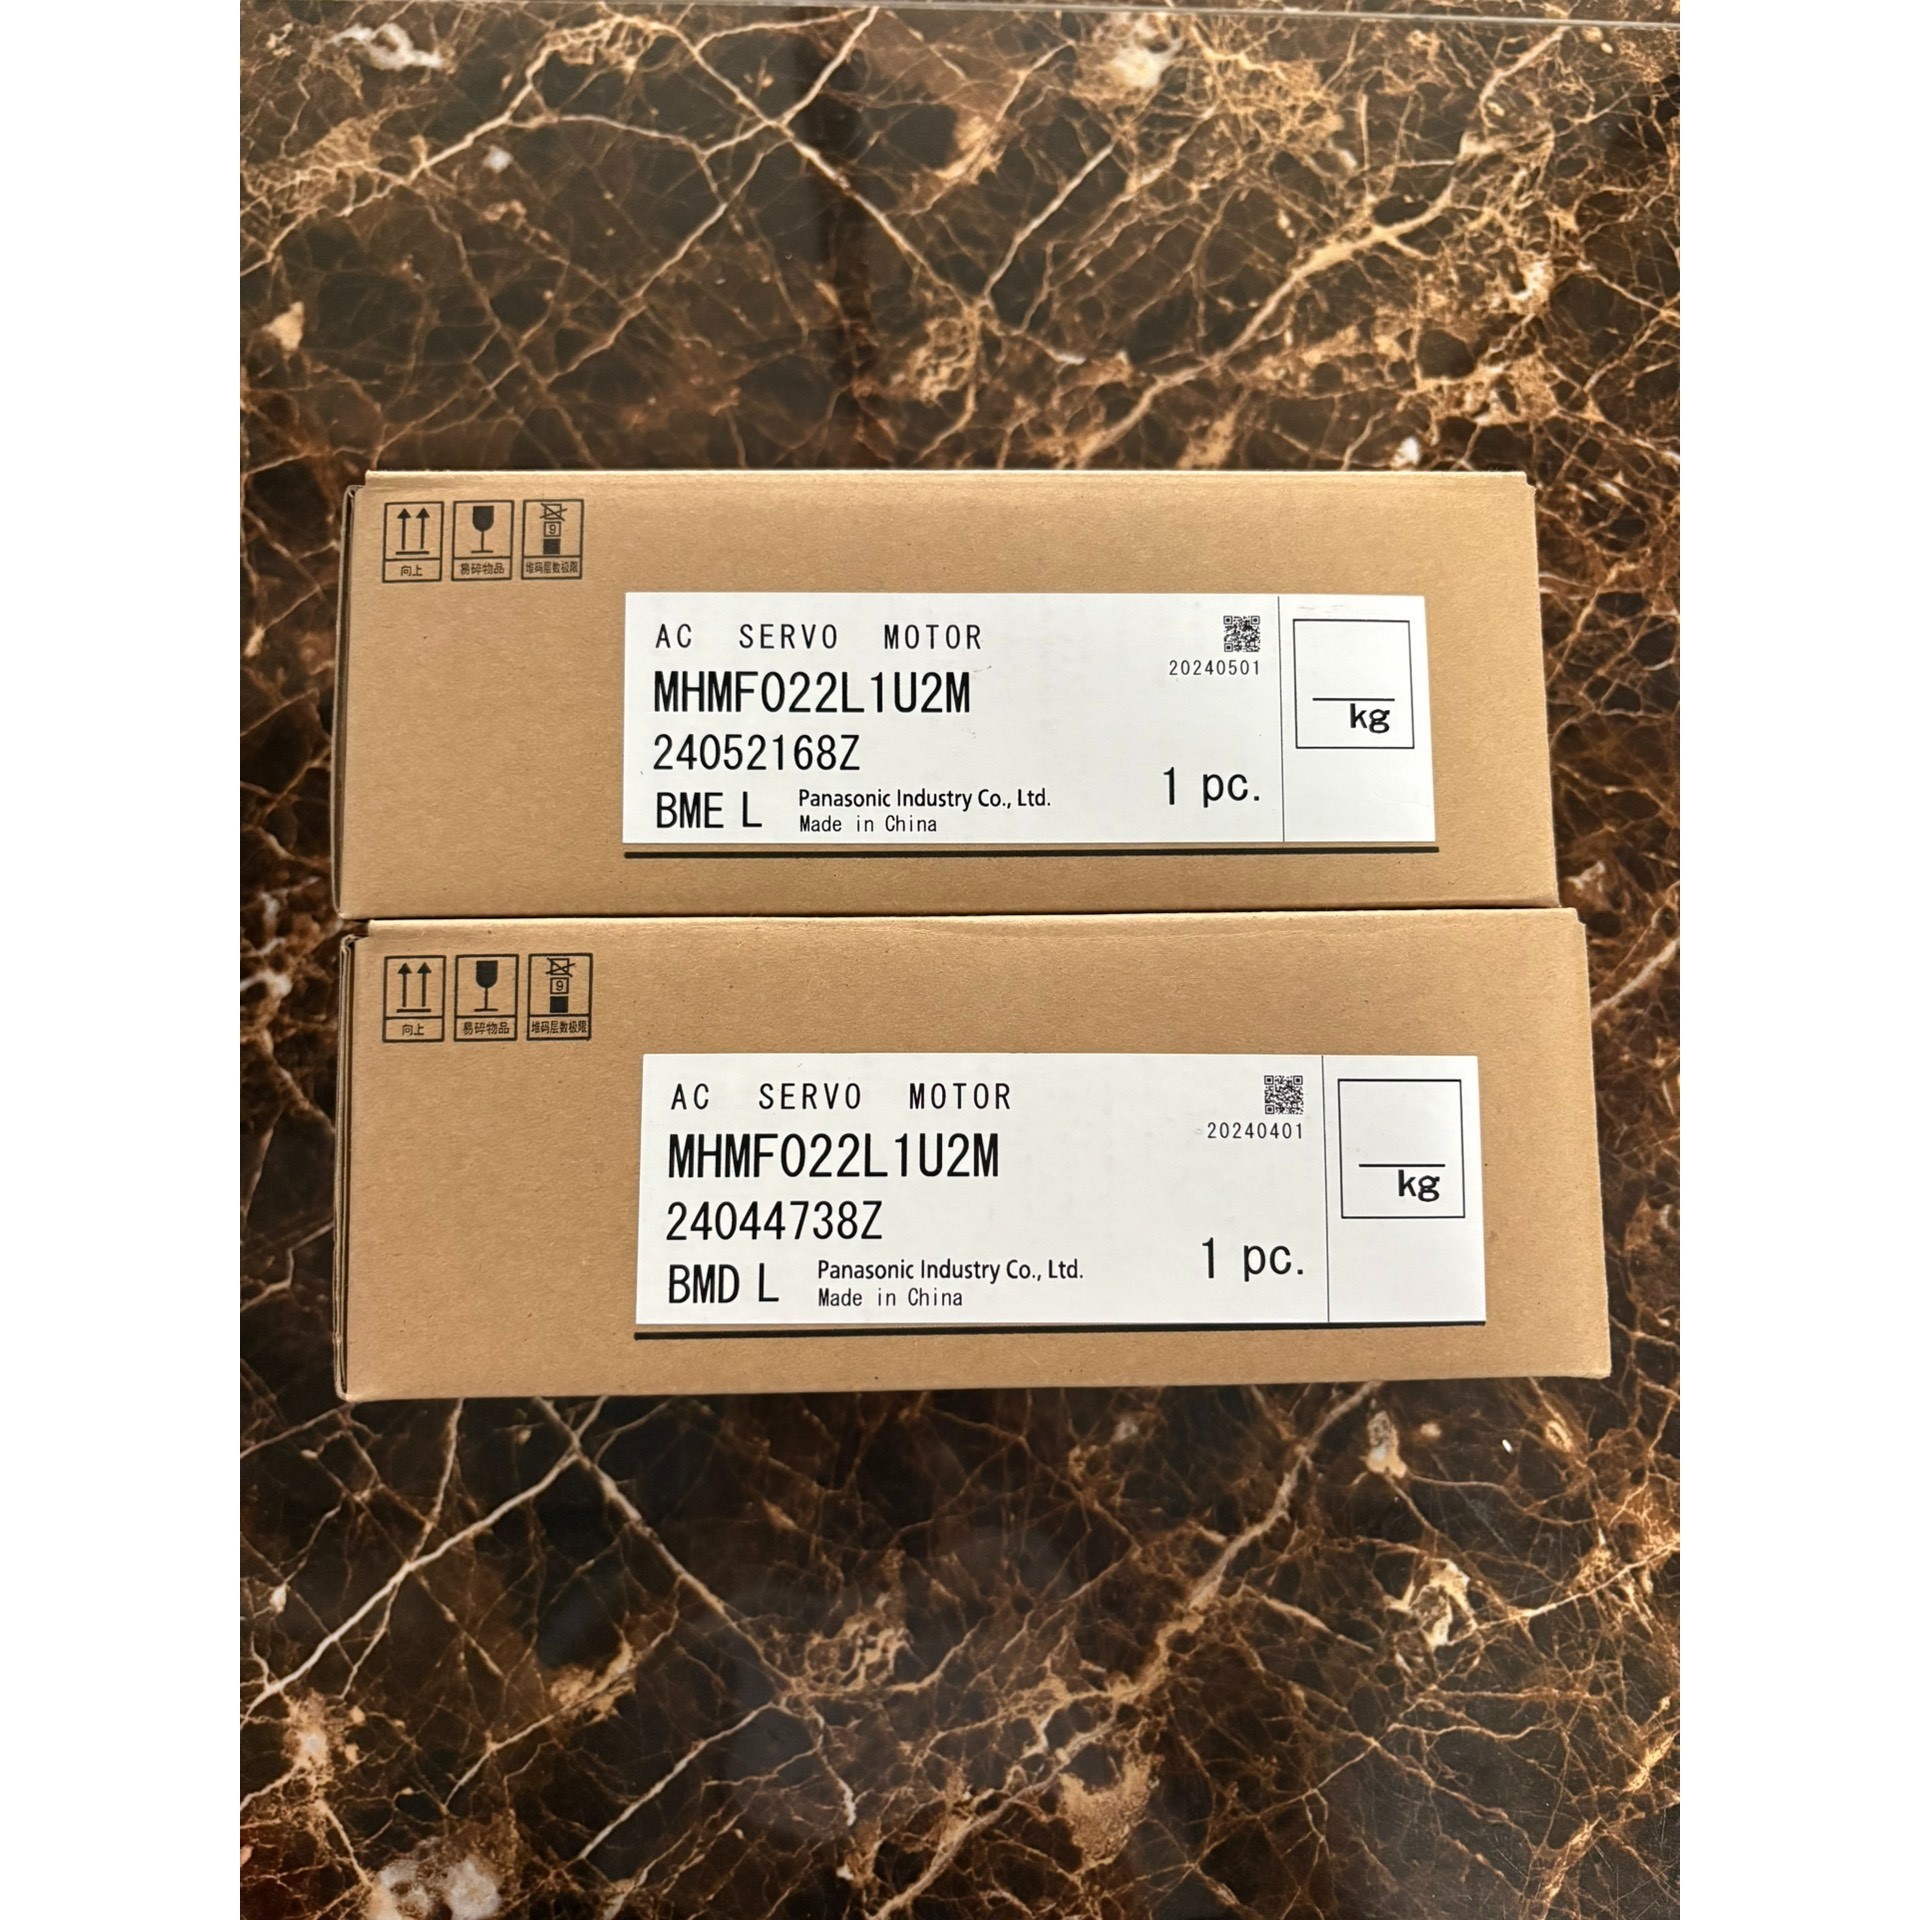 向上
易碎物品
9
堆码层数极限
AC SERVO MOTOR
20240501
MHMF022L1U2M
kg
24052168Z
1 pc.
BME L
Panasonic Industry Co., Ltd.
Made in China
向上
易碎物品
9
堆码层数极限
AC SERVO MOTOR
20240401
MHMF022L1U2M
kg
24044738Z
1 pc.
BMD L
Panasonic Industry Co., Ltd.
Made in China